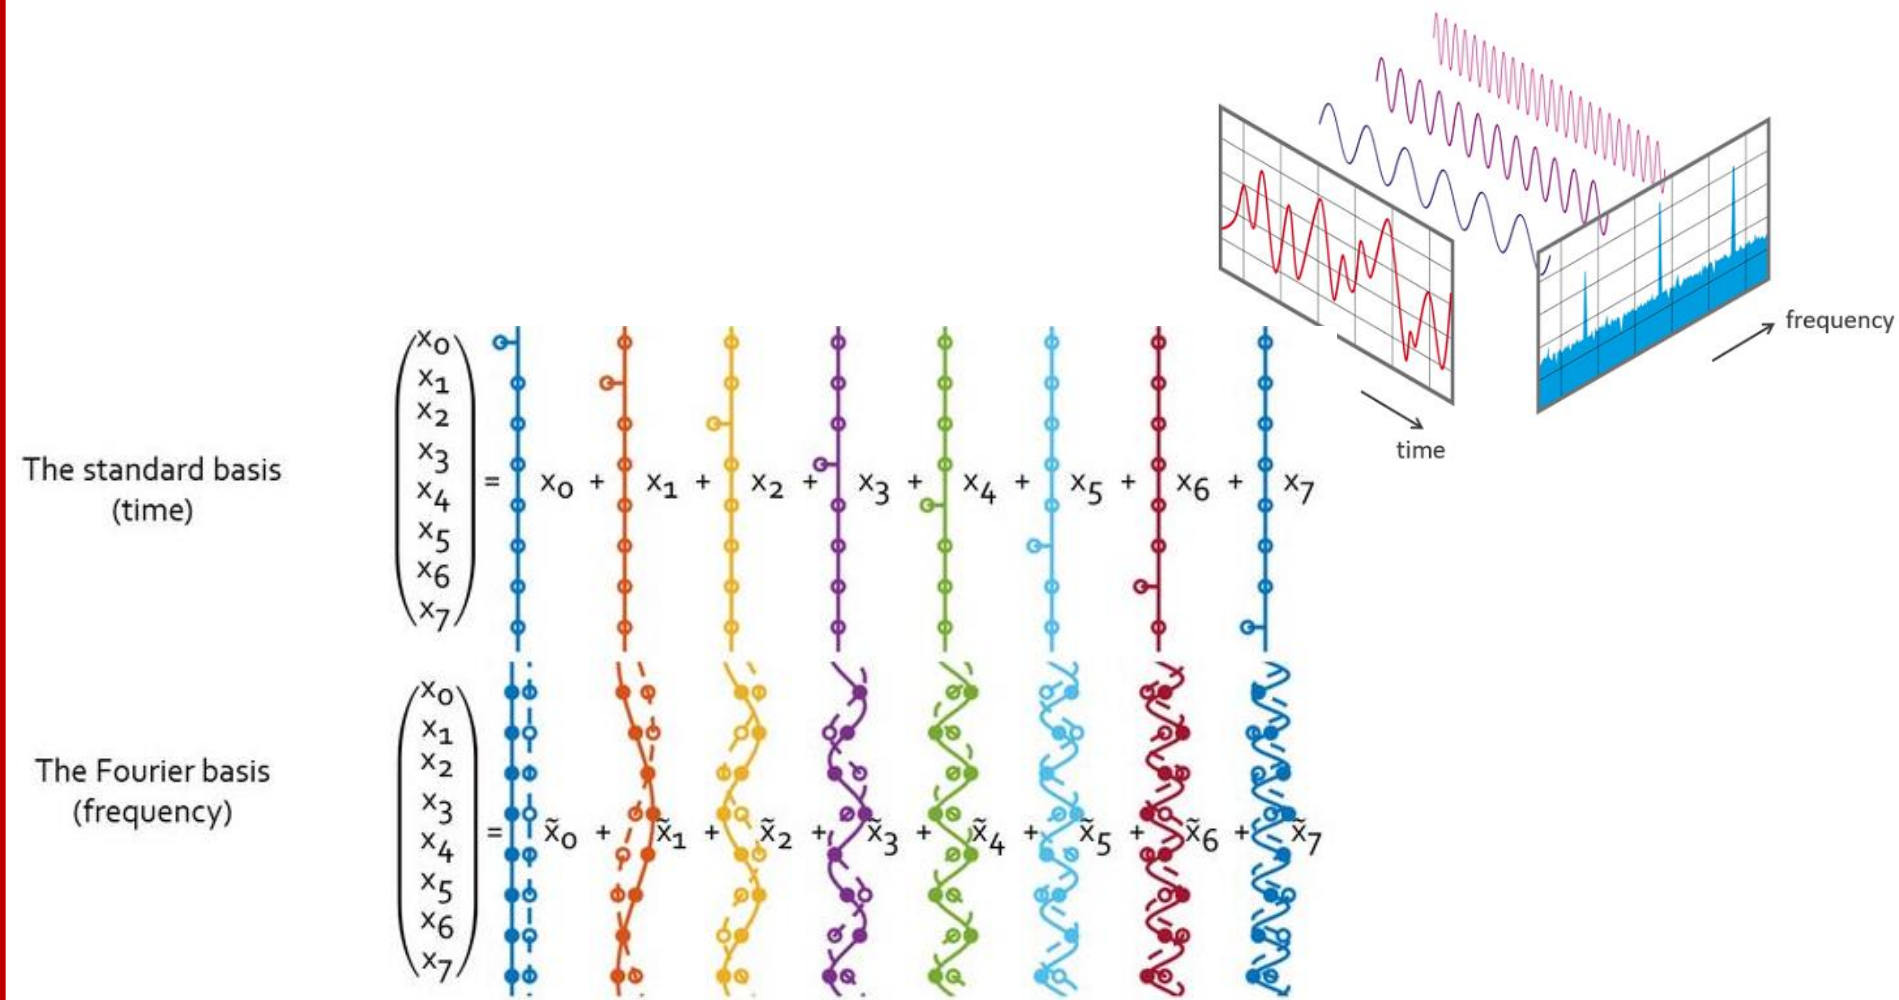 frequency
time
The standard basis
(time)
x0
x1
x2
x3
x4
x5
x6
x7
= x0 + x1 + x2 + x3 + x4 + x5 + x6 + x7
The Fourier basis
(frequency)
x0
x1
x2
x3
x4
x5
x6
x7
= x̃0 + x̃1 + x̃2 + x̃3 + x̃4 + x̃5 + x̃6 + x̃7